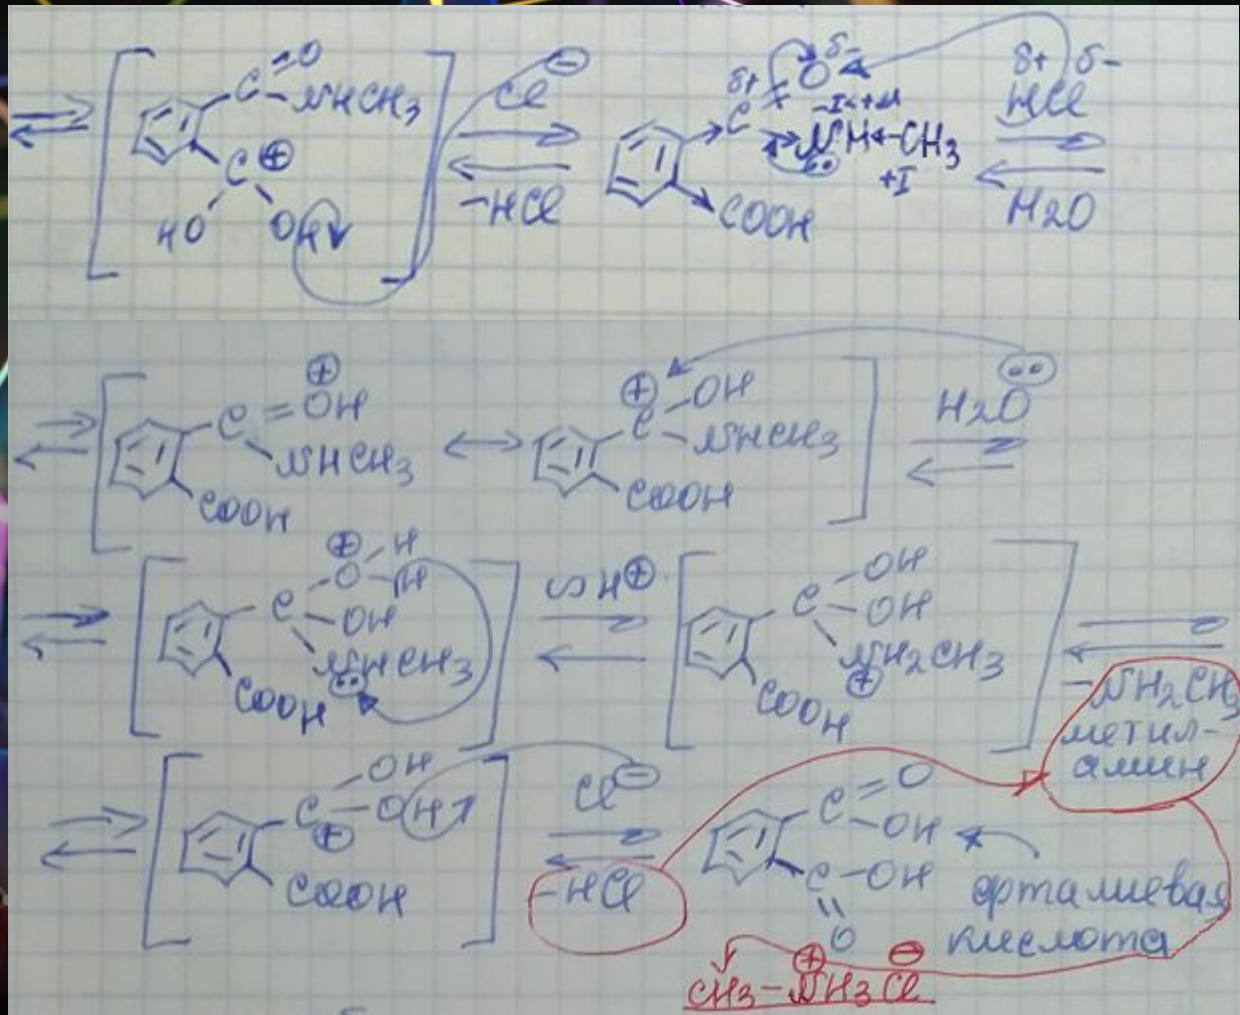 O
C
NHCH3
C ⊕
HO OH
Cl ⊖
-HCl
δ+ δ-
C O
-I<+M
NH CH3
+I
COOH
δ+ δ-
HCl
H2O
⊕
C =OH
NHCH3
COOH
⊕ OH
C
NHCH3
COOH
H2O
⊕ H
O H
C OH
NHCH3
COOH
∽H⊕
OH
C OH
NH2CH3
⊕
COOH
-NH2CH3
метил-
амин
OH
C OH
⊕
COOH
Cl⊖
-HCl
O
C
OH
C-OH
O
фталиевая
кислота
⊕ ⊖
CH3-NH3Cl